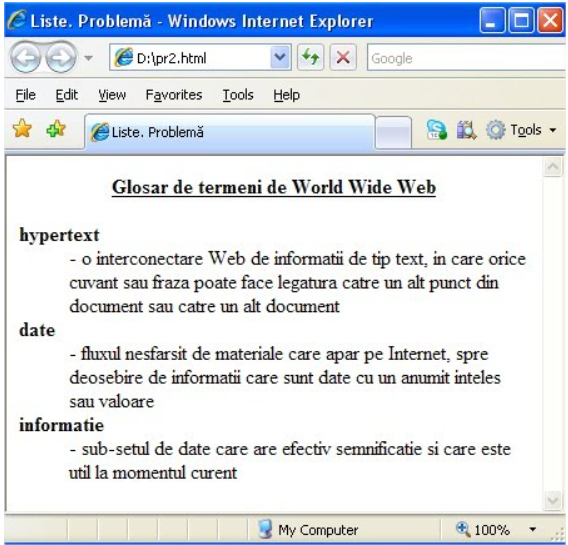 Liste. Problemă - Windows Internet Explorer
D:\pr2.html
Google
File Edit View Favorites Tools Help
Liste. Problemă
Tools
Glosar de termeni de World Wide Web
hypertext
- o interconectare Web de informatii de tip text, in care orice
cuvant sau fraza poate face legatura catre un alt punct din
document sau catre un alt document
date
- fluxul nesfarsit de materiale care apar pe Internet, spre
deosebire de informatii care sunt date cu un anumit inteles
sau valoare
informatie
- sub-setul de date care are efectiv semnificatie si care este
util la momentul curent
My Computer
100%